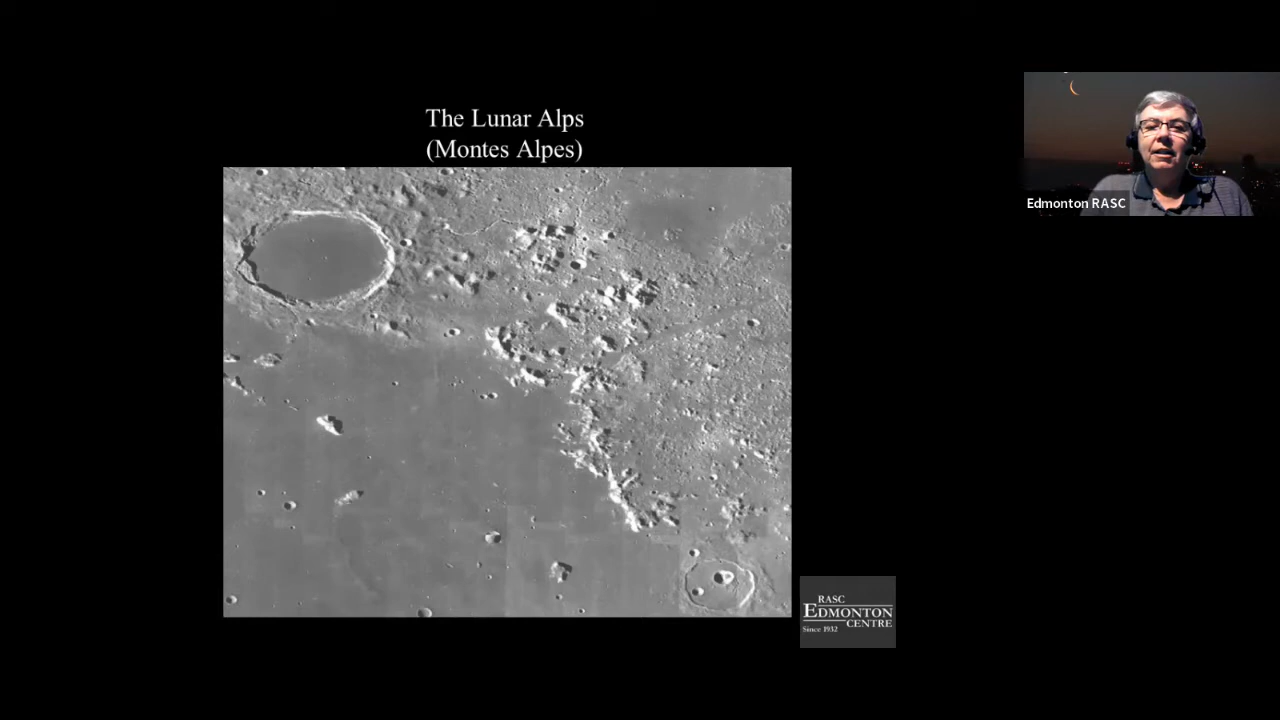 The Lunar Alps
(Montes Alpes)
Edmonton RASC
RASC
EDMONTON
CENTRE
Since 1932